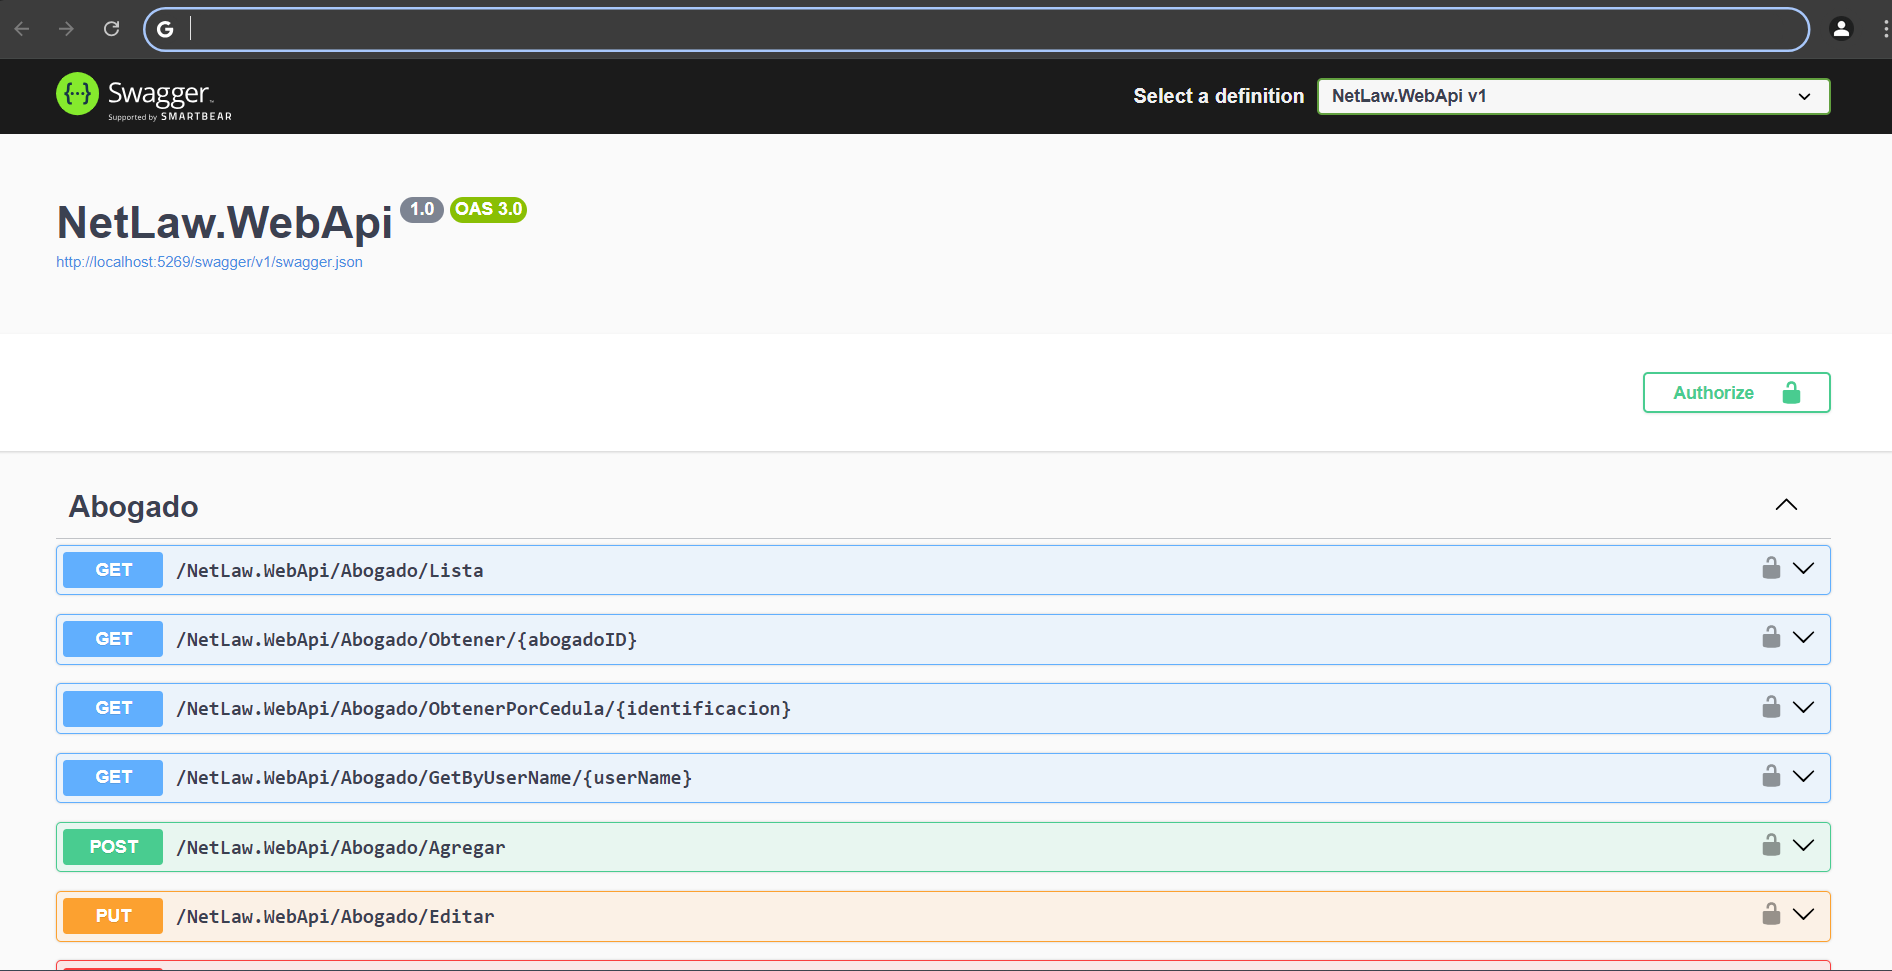 Swagger
Supported by SMARTBEAR
Select a definition
NetLaw.WebApi v1
NetLaw.WebApi 1.0 OAS 3.0
http://localhost:5269/swagger/v1/swagger.json
Authorize
Abogado
GET /NetLaw.WebApi/Abogado/Lista
GET /NetLaw.WebApi/Abogado/Obtener/{abogadoID}
GET /NetLaw.WebApi/Abogado/ObtenerPorCedula/{identificacion}
GET /NetLaw.WebApi/Abogado/GetByUserName/{userName}
POST /NetLaw.WebApi/Abogado/Agregar
PUT /NetLaw.WebApi/Abogado/Editar